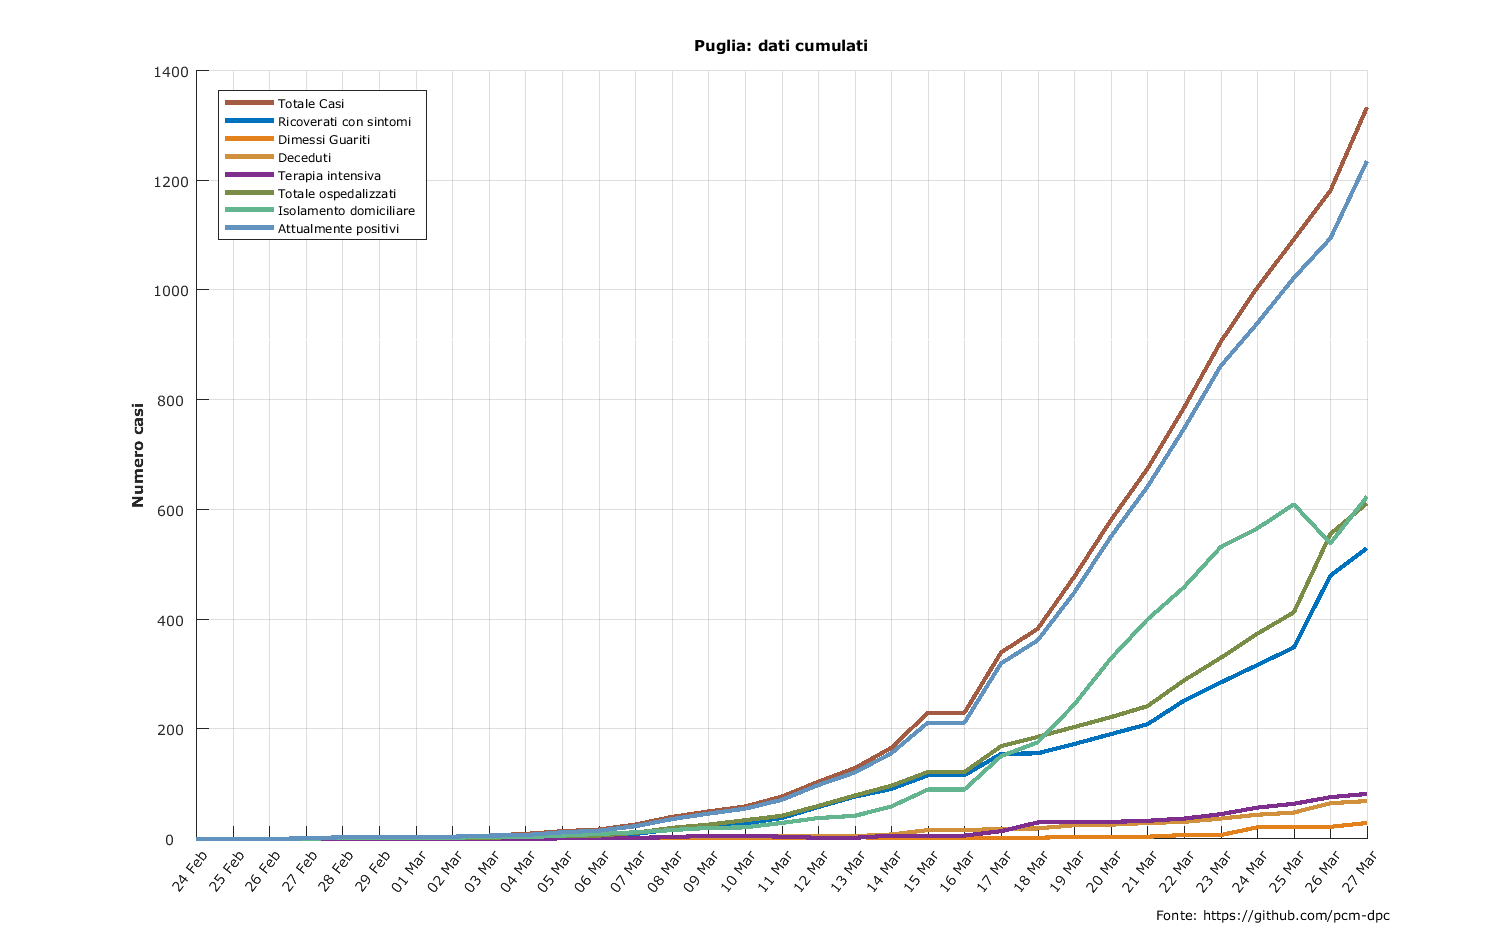 Puglia: dati cumulati
1400
1200
1000
800
600
400
200
0
Numero casi
Totale Casi
Ricoverati con sintomi
Dimessi Guariti
Deceduti
Terapia intensiva
Totale ospedalizzati
Isolamento domiciliare
Attualmente positivi
24 Feb
25 Feb
26 Feb
27 Feb
28 Feb
29 Feb
01 Mar
02 Mar
03 Mar
04 Mar
05 Mar
06 Mar
07 Mar
08 Mar
09 Mar
10 Mar
11 Mar
12 Mar
13 Mar
14 Mar
15 Mar
16 Mar
17 Mar
18 Mar
19 Mar
20 Mar
21 Mar
22 Mar
23 Mar
24 Mar
25 Mar
26 Mar
27 Mar
Fonte: https://github.com/pcm-dpc